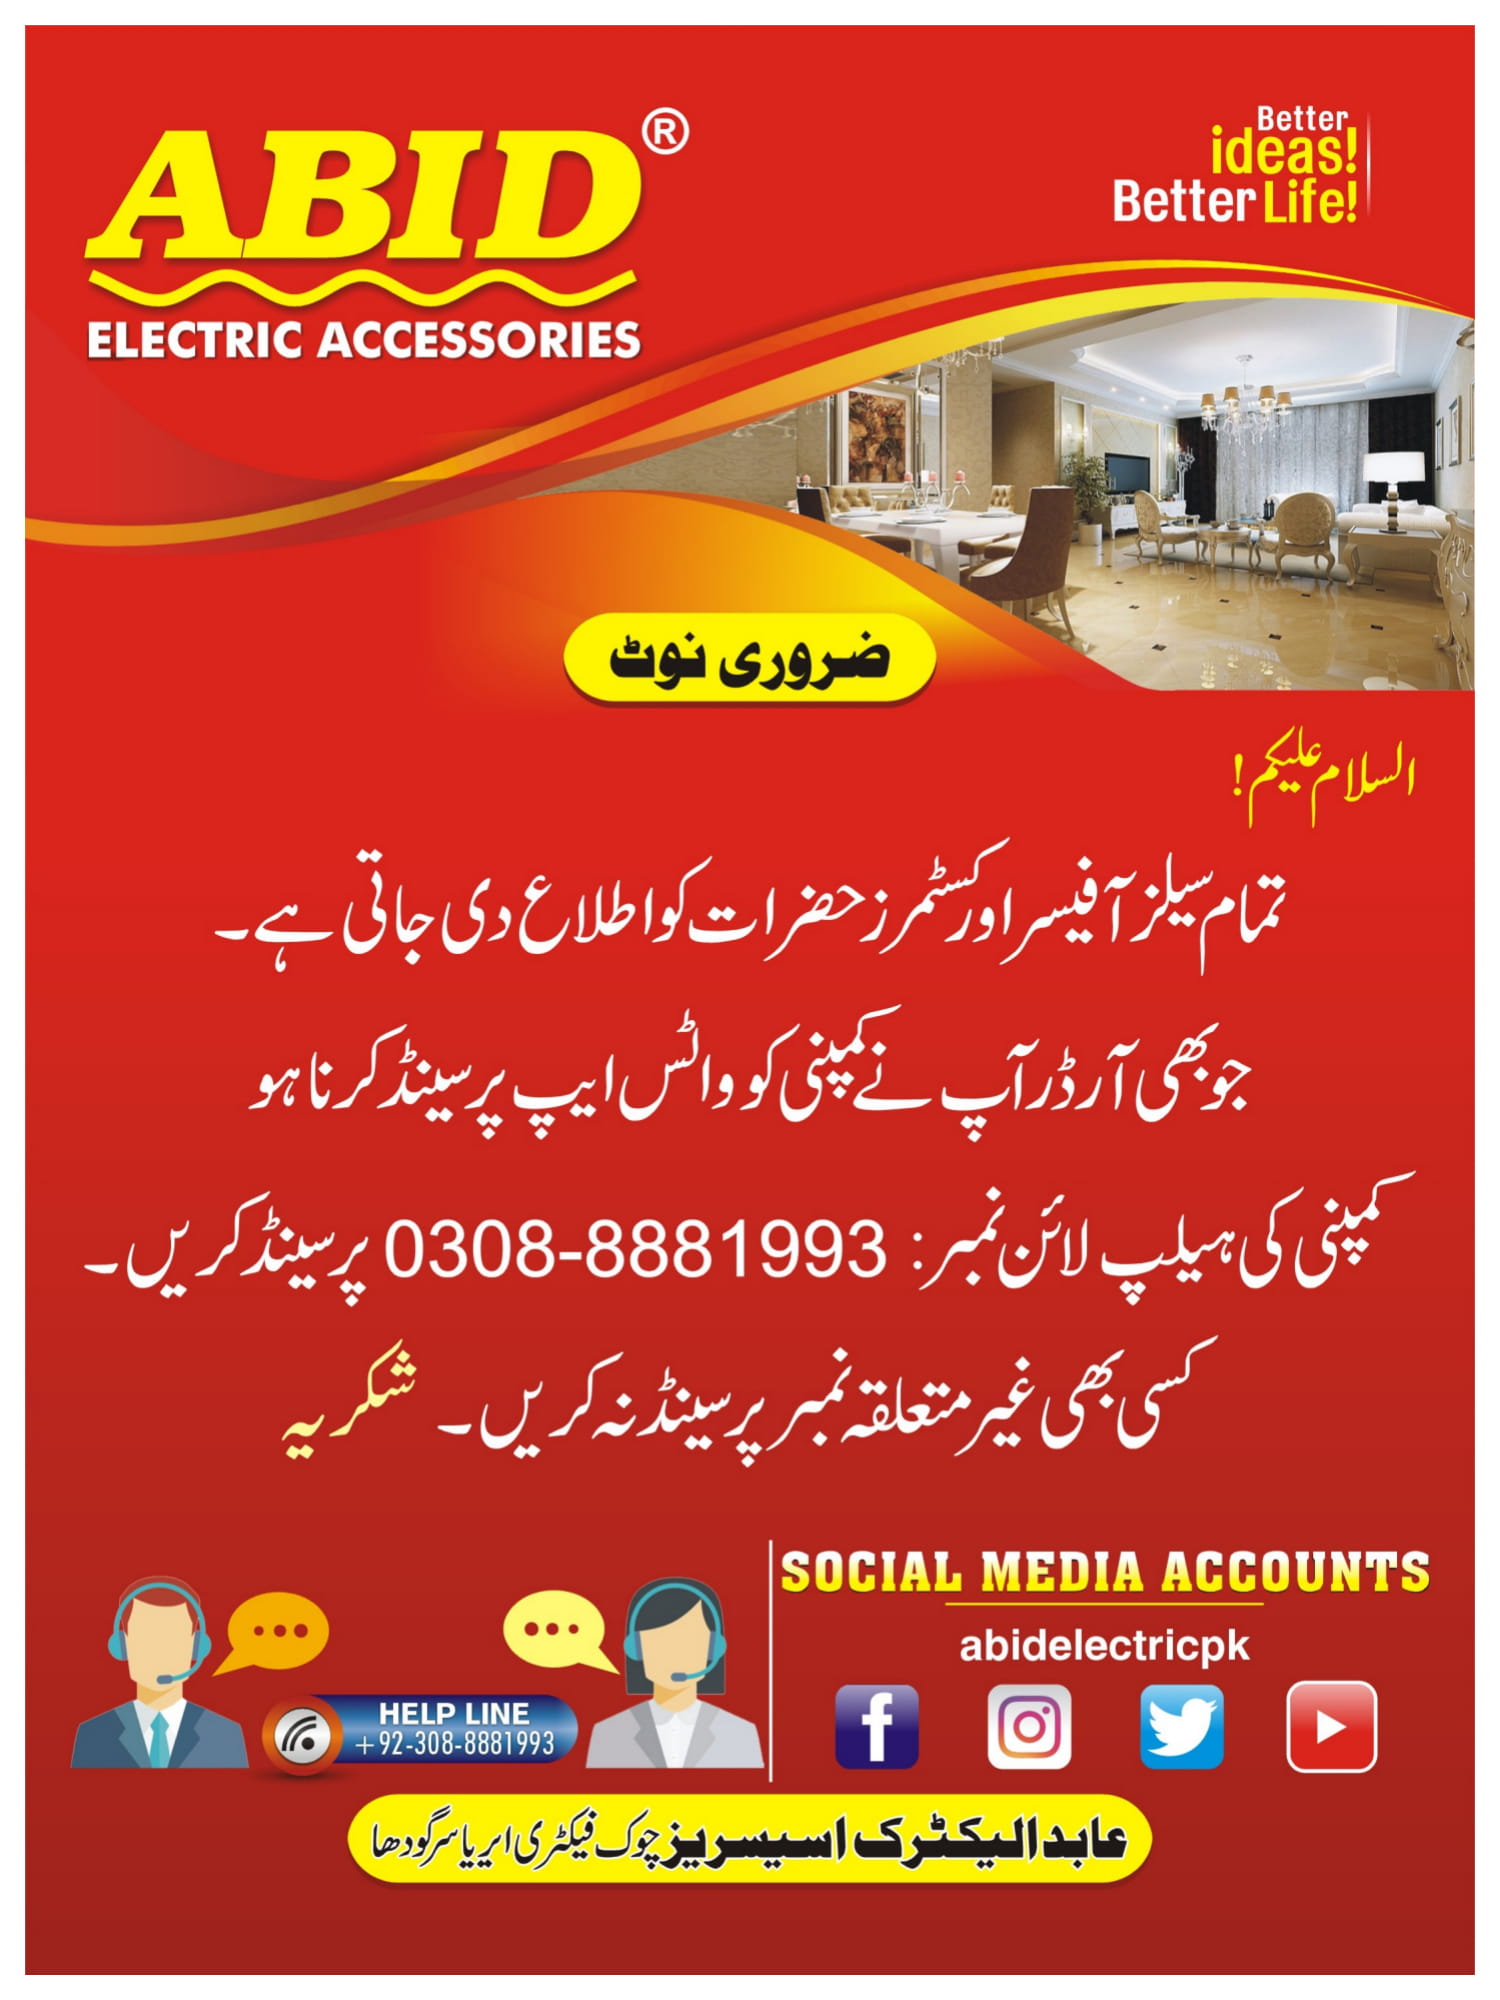 ABID®
ELECTRIC ACCESSORIES
Better
ideas!
Better Life!
ضروری نوٹ
السلام علیکم!
تمام سیلز آفیسر اور کسٹمرز حضرات کو اطلاع دی جاتی ہے۔
جو بھی آرڈر آپ نے کمپنی کو واٹس ایپ پر سینڈ کرنا ہو
کمپنی کی ہیلپ لائن نمبر: 0308-8881993 پر سینڈ کریں۔
کسی بھی غیر متعلقہ نمبر پر سینڈ نہ کریں۔ شکریہ
SOCIAL MEDIA ACCOUNTS
abidelectricpk
HELP LINE
+92-308-8881993
عابد الیکٹرک اسیسریز چوک فیکٹری ایریا سرگودھا